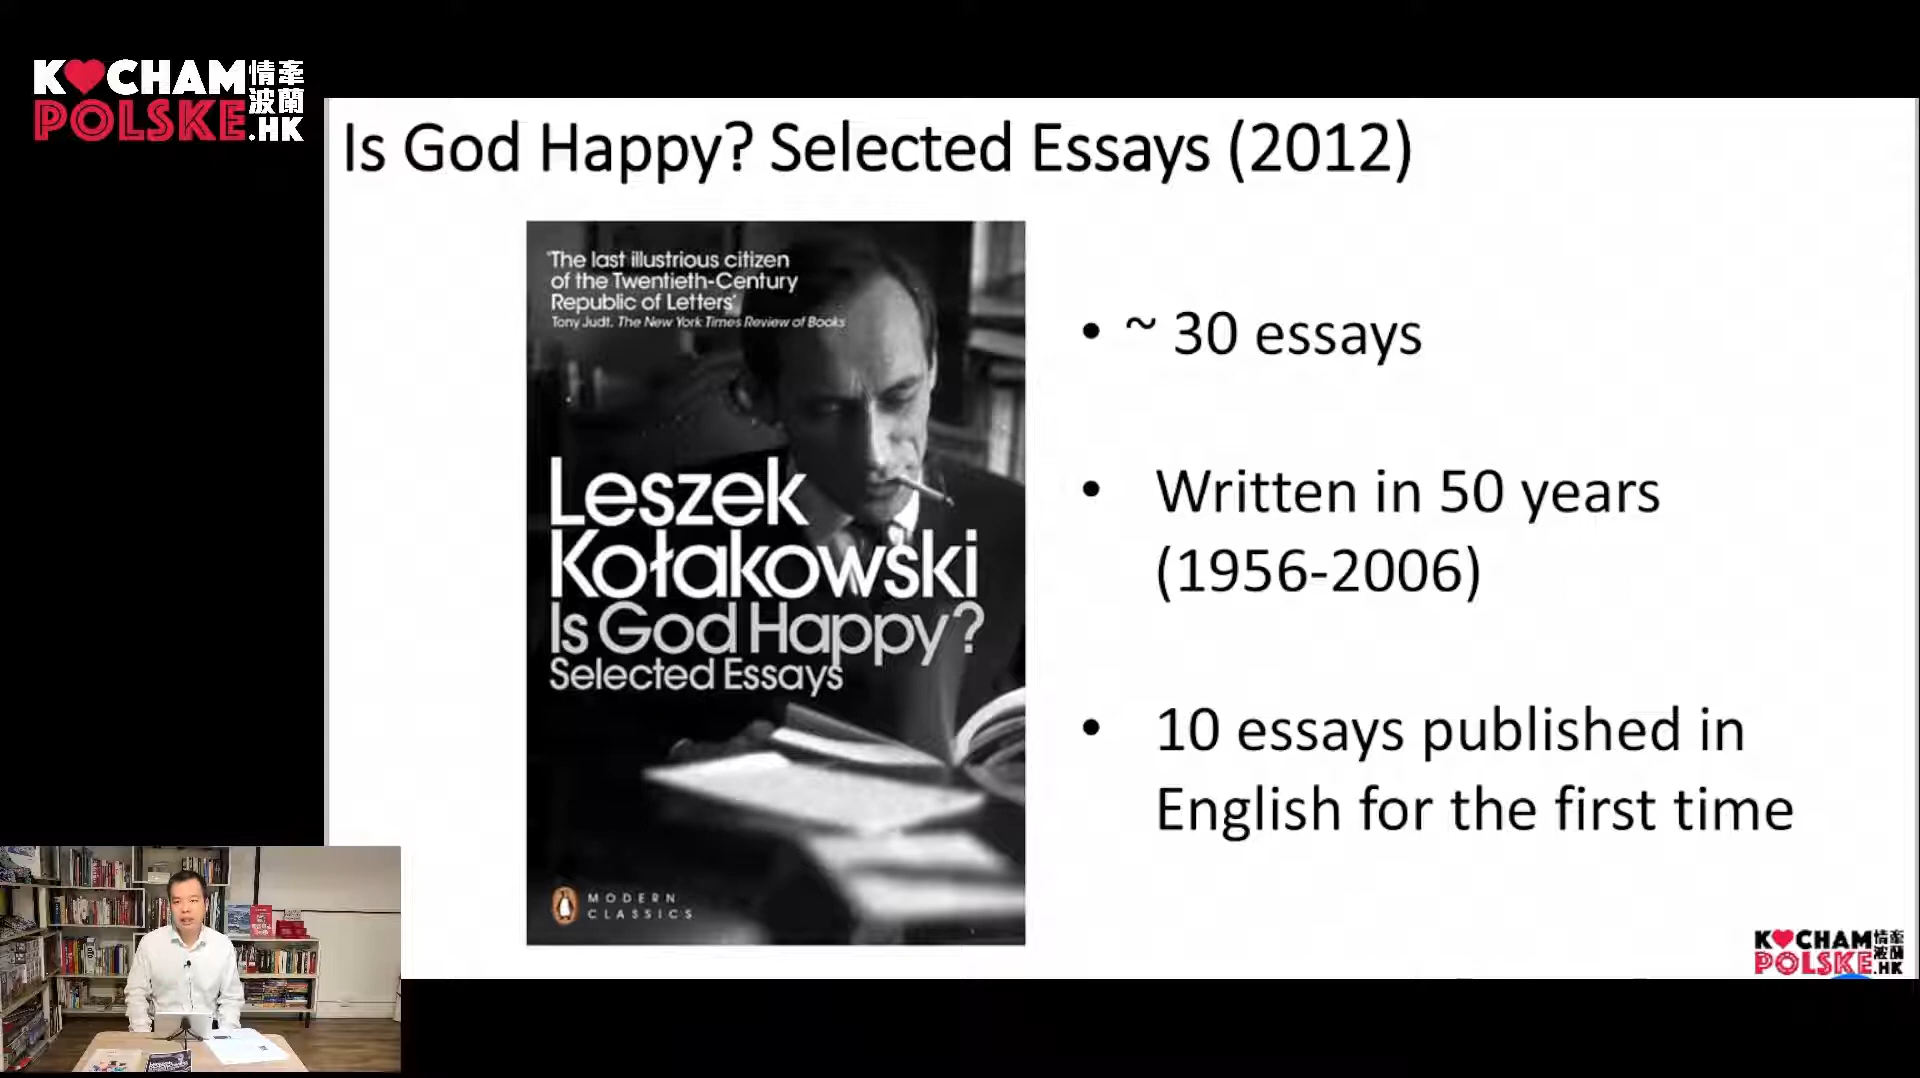 K CHAM 情牽
POLSKE 波蘭
.HK
Is God Happy? Selected Essays (2012)
'The last illustrious citizen
of the Twentieth-Century
Republic of Letters'
Tony Judt, The New York Times Review of Books
Leszek
Kołakowski
Is God Happy?
Selected Essays
MODERN
CLASSICS
• ~ 30 essays
• Written in 50 years
(1956-2006)
• 10 essays published in
English for the first time
K CHAM 情牽
POLSKE 波蘭
.HK